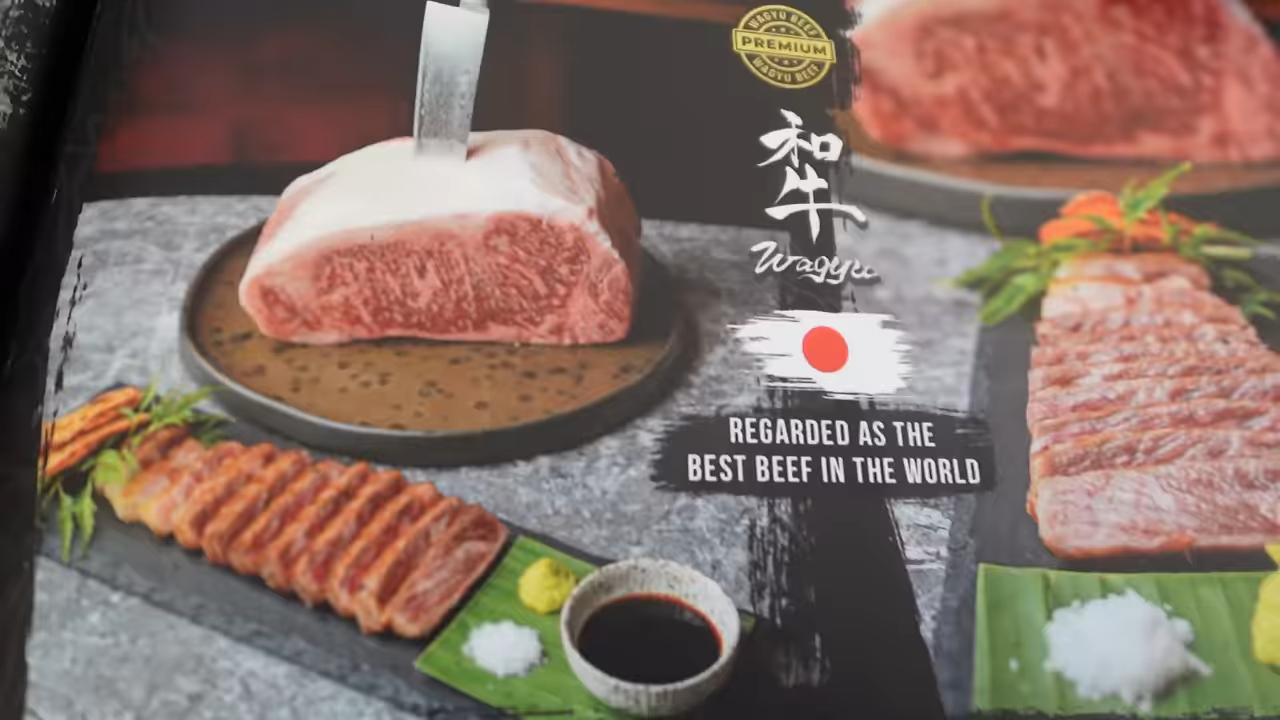 WAGYU BEEF
PREMIUM
WAGYU BEEF
和
牛
Wagyu
REGARDED AS THE
BEST BEEF IN THE WORLD